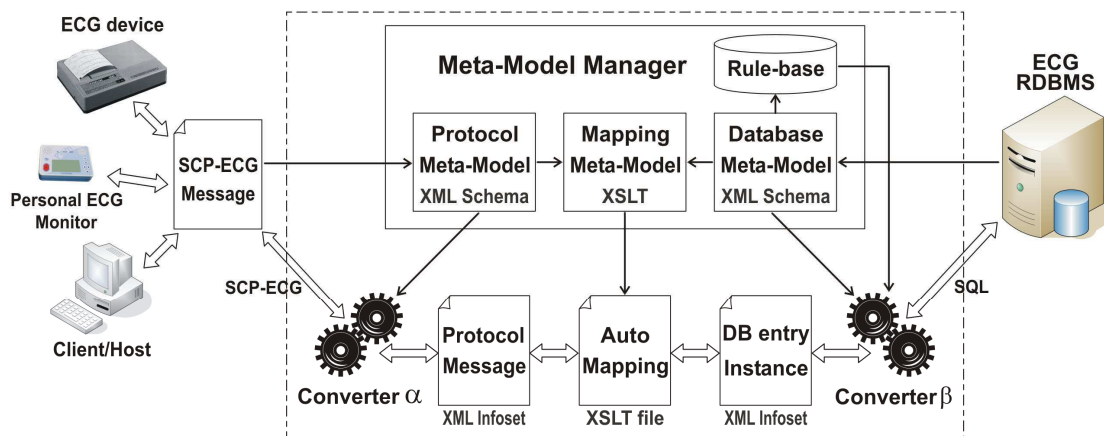 ECG device
Personal ECG
Monitor
Client/Host
SCP-ECG
Message
SCP-ECG
Meta-Model Manager
Rule-base
Protocol
Meta-Model
XML Schema
Mapping
Meta-Model
XSLT
Database
Meta-Model
XML Schema
ECG
RDBMS
SQL
Converter α
Protocol
Message
XML Infoset
Auto
Mapping
XSLT file
DB entry
Instance
XML Infoset
Converter β